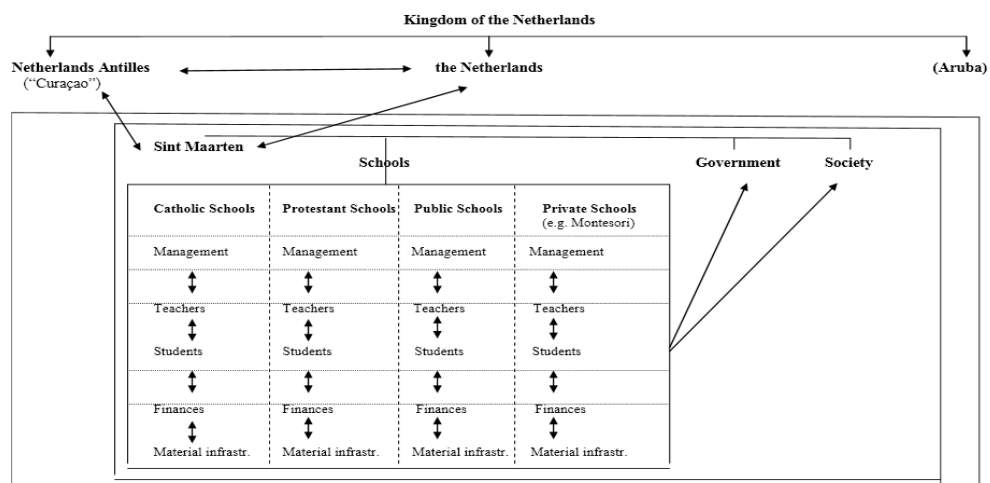 Kingdom of the Netherlands
Netherlands Antilles the Netherlands (Aruba)
(“Curaçao”)
Sint Maarten
Schools Government Society
Catholic Schools Protestant Schools Public Schools Private Schools
(e.g. Montesori)
Management Management Management Management
Teachers Teachers Teachers Teachers
Students Students Students Students
Finances Finances Finances Finances
Material infrastr. Material infrastr. Material infrastr. Material infrastr.